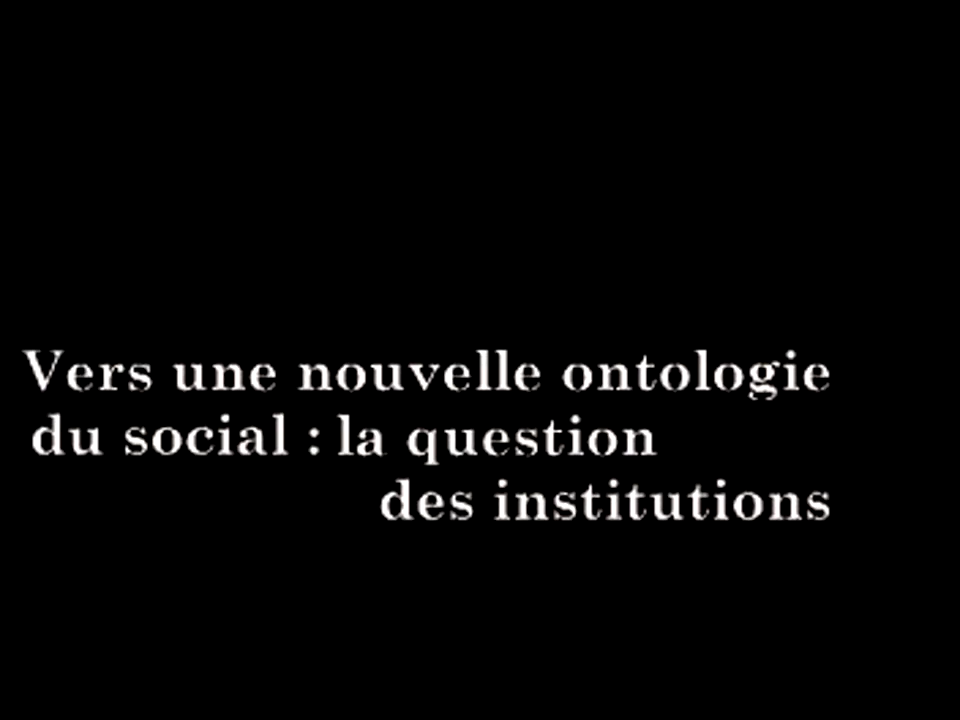 Vers une nouvelle ontologie
du social : la question
des institutions